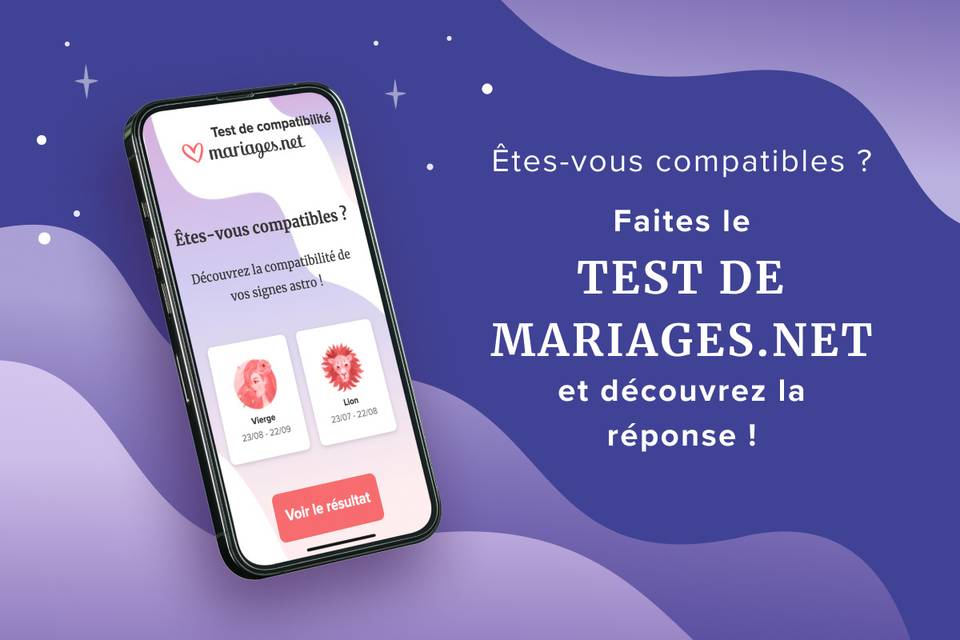 Test de compatibilité
mariages.net
Êtes-vous compatibles ?
Découvrez la compatibilité de
vos signes astro !
Vierge
23/08 - 22/09
Lion
23/07 - 22/08
Voir le résultat
Êtes-vous compatibles ?
Faites le
TEST DE
MARIAGES.NET
et découvrez la
réponse !